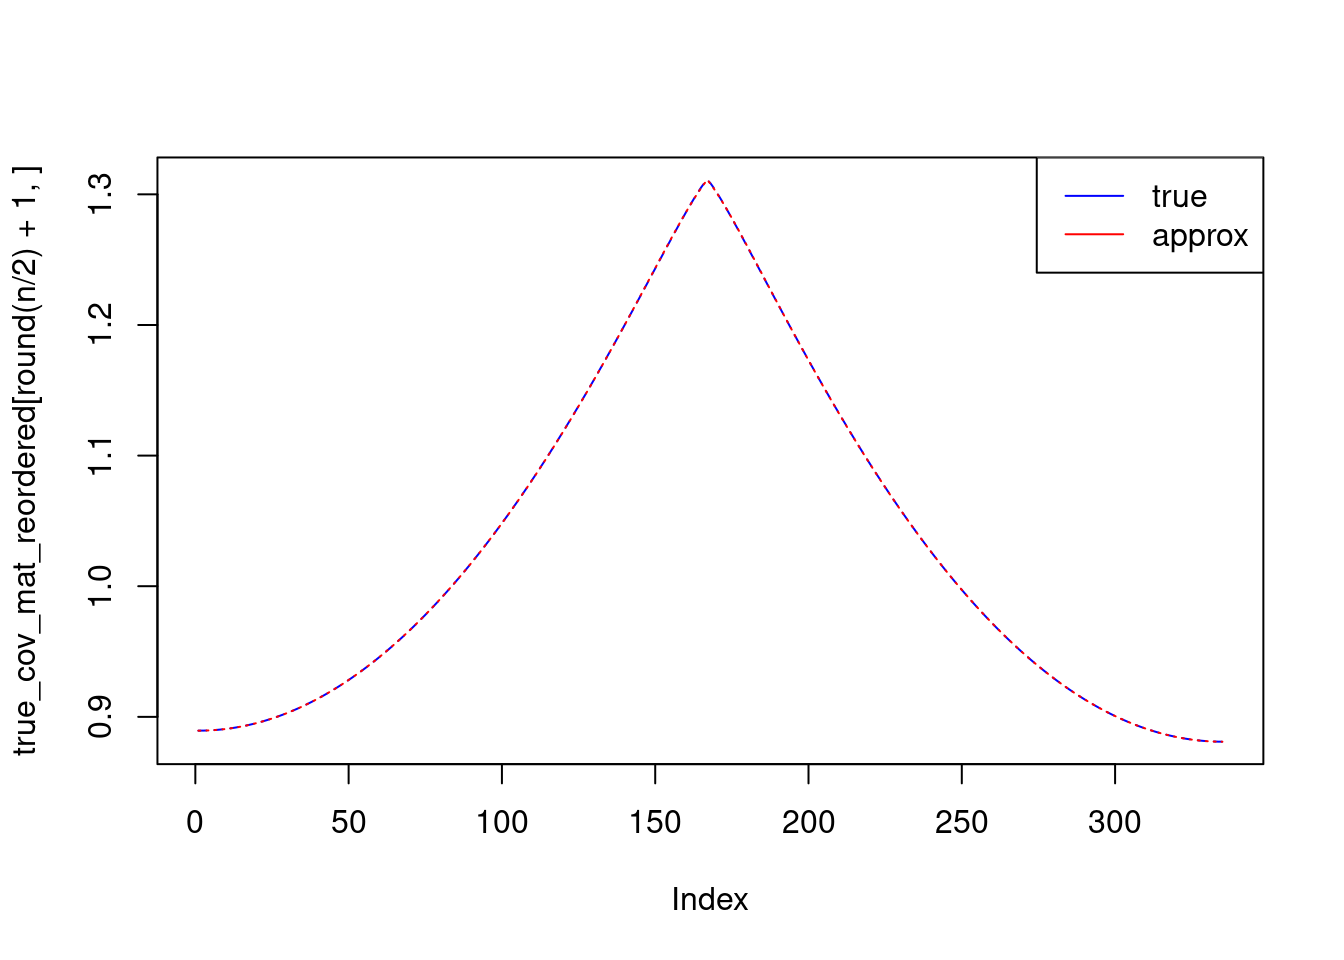 true_cov_mat_reordered[round(n/2) + 1, ]
1.3
1.2
1.1
1.0
0.9
true
approx
0 50 100 150 200 250 300
Index